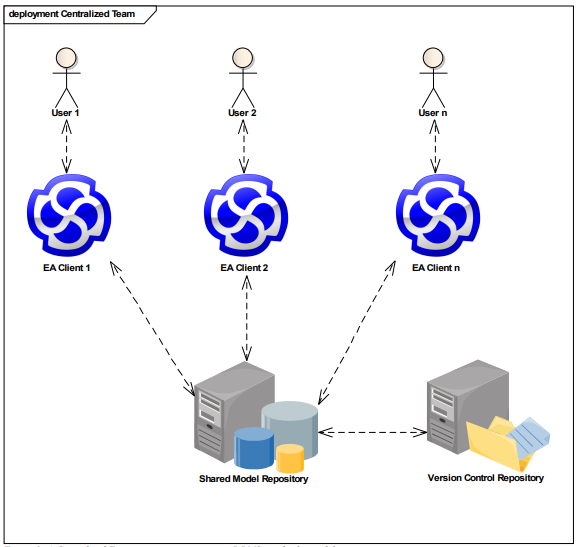 deployment Centralized Team
User 1
User 2
User n
EA Client 1
EA Client 2
EA Client n
Shared Model Repository
Version Control Repository